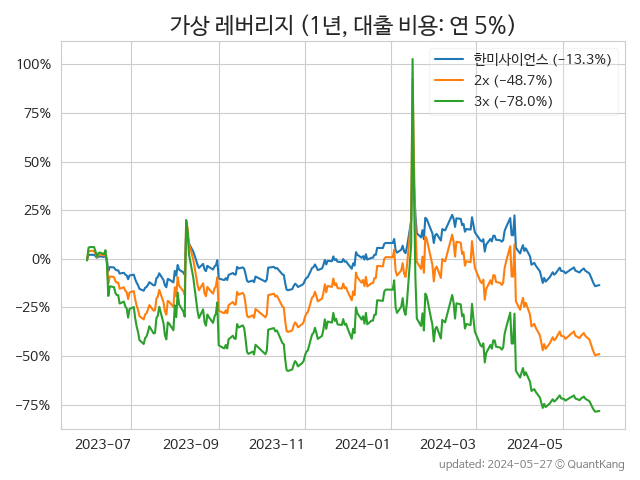 가상 레버리지 (1년, 대출 비용: 연 5%)
한미사이언스 (−13.3%)
2x (−48.7%)
3x (−78.0%)
100%
75%
50%
25%
0%
−25%
−50%
−75%
2023-07
2023-09
2023-11
2024-01
2024-03
2024-05
updated: 2024-05-27 © QuantKang